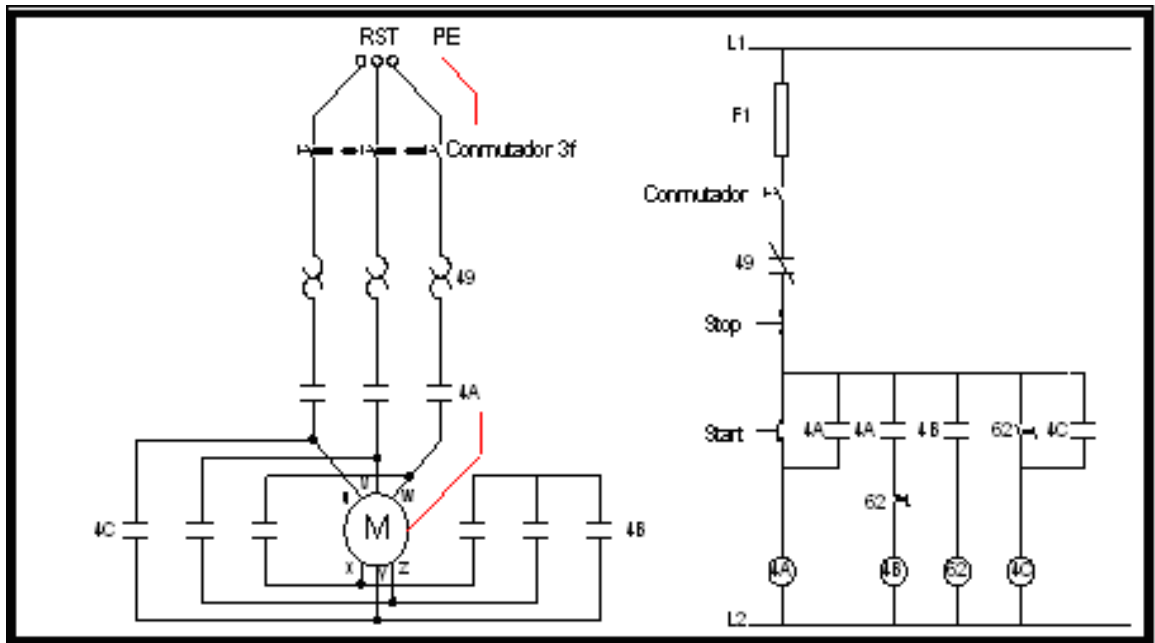 RST PE
Conmutador 3f
49
4A
U W
M
4C
4B
X Y Z
L1
F1
Conmutador
49
Stop
Start
4A 4A 4B 62 4C
62
4A 4B 62 4C
L2